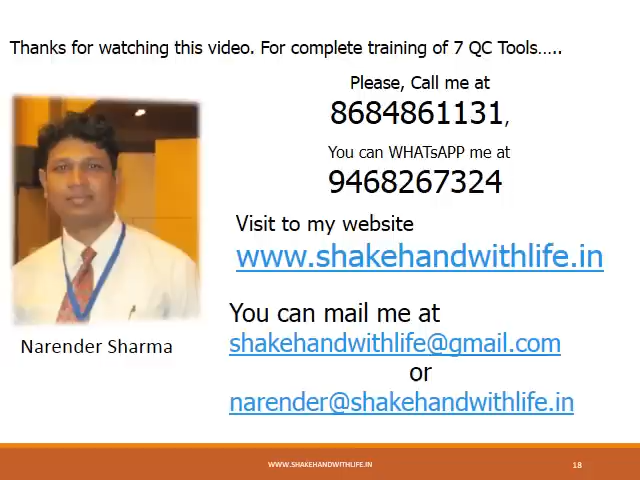 Thanks for watching this video. For complete training of 7 QC Tools…..
Please, Call me at
8684861131,
You can WHATsAPP me at
9468267324
Visit to my website
www.shakehandwithlife.in
You can mail me at
shakehandwithlife@gmail.com
or
narender@shakehandwithlife.in
Narender Sharma
WWW.SHAKEHANDWITHLIFE.IN
18